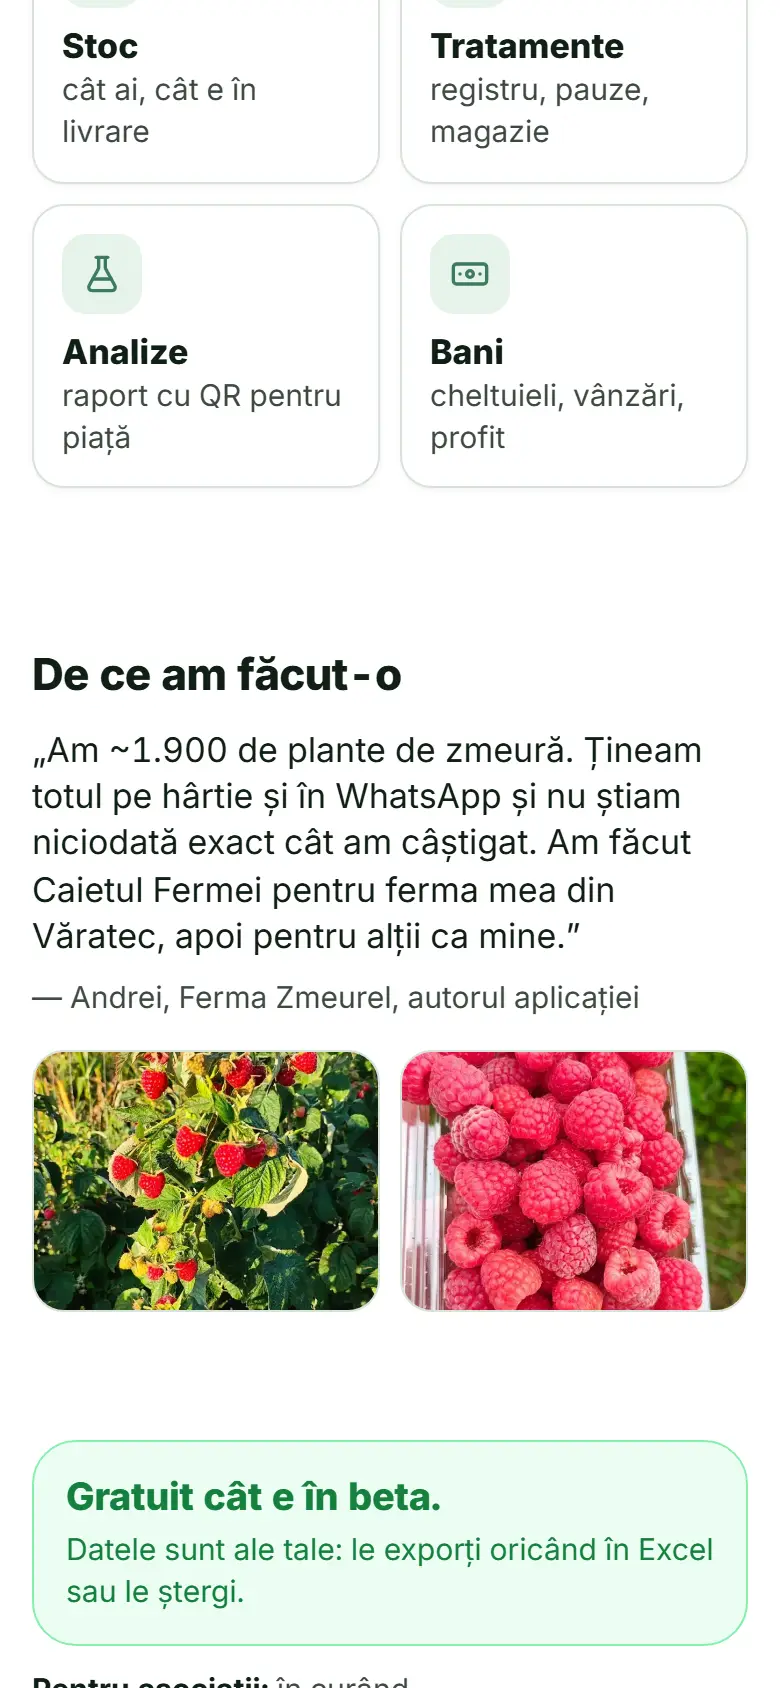 Stoc
cât ai, cât e în
livrare
Tratamente
registru, pauze,
magazie
Analize
raport cu QR pentru
piață
Bani
cheltuieli, vânzări,
profit
De ce am făcut-o
„Am ~1.900 de plante de zmeură. Țineam
totul pe hârtie și în WhatsApp și nu știam
niciodată exact cât am câștigat. Am făcut
Caietul Fermei pentru ferma mea din
Văratec, apoi pentru alții ca mine.”
— Andrei, Ferma Zmeurel, autorul aplicației
Gratuit cât e în beta.
Datele sunt ale tale: le exporți oricând în Excel
sau le ștergi.
Pentru asociații: în curând